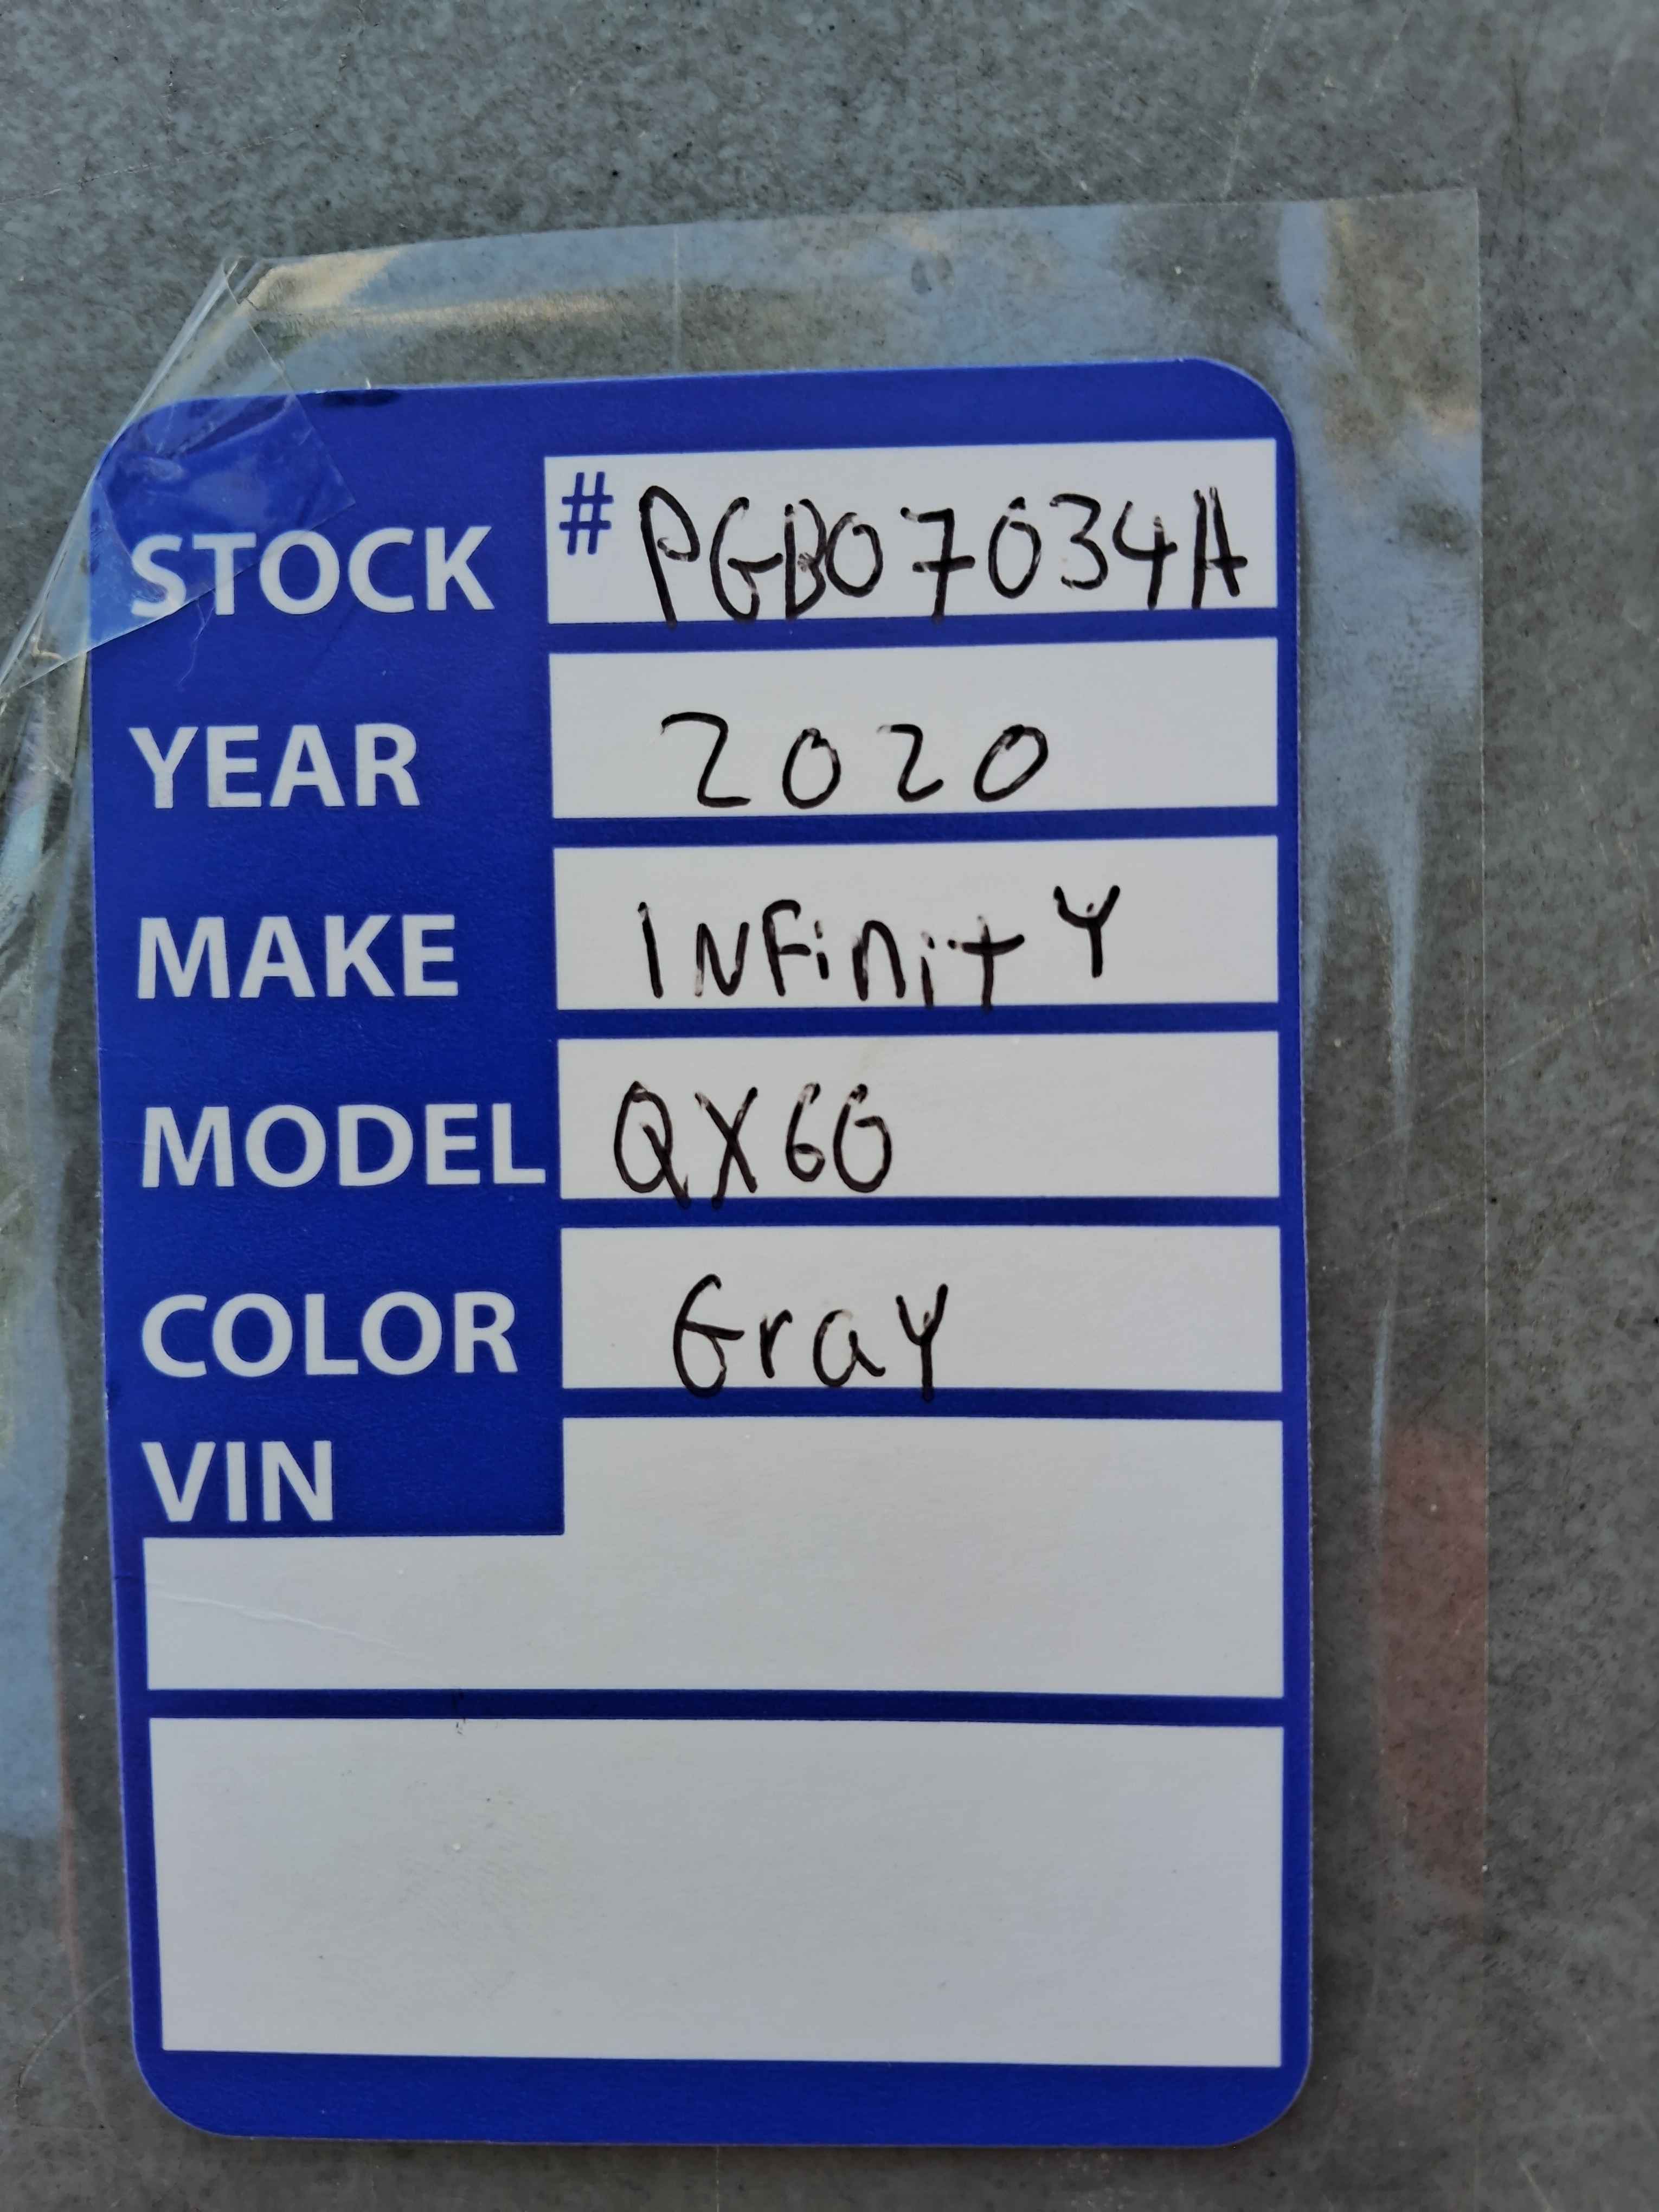 STOCK #PGB07034A
YEAR 2020
MAKE INFinity
MODEL QX60
COLOR Gray
VIN